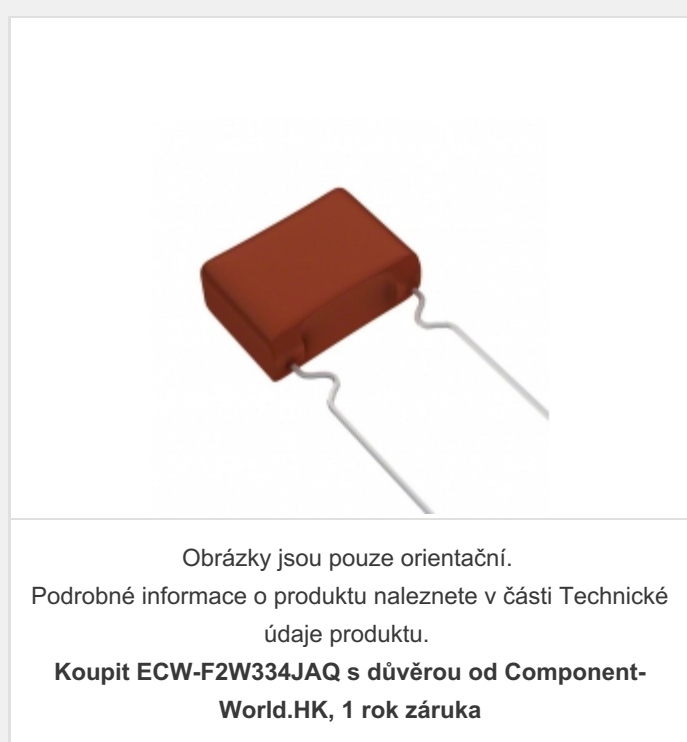 Obrázky jsou pouze orientační.
Podrobné informace o produktu naleznete v části Technické
údaje produktu.
Koupit ECW-F2W334JAQ s důvěrou od Component-
World.HK, 1 rok záruka